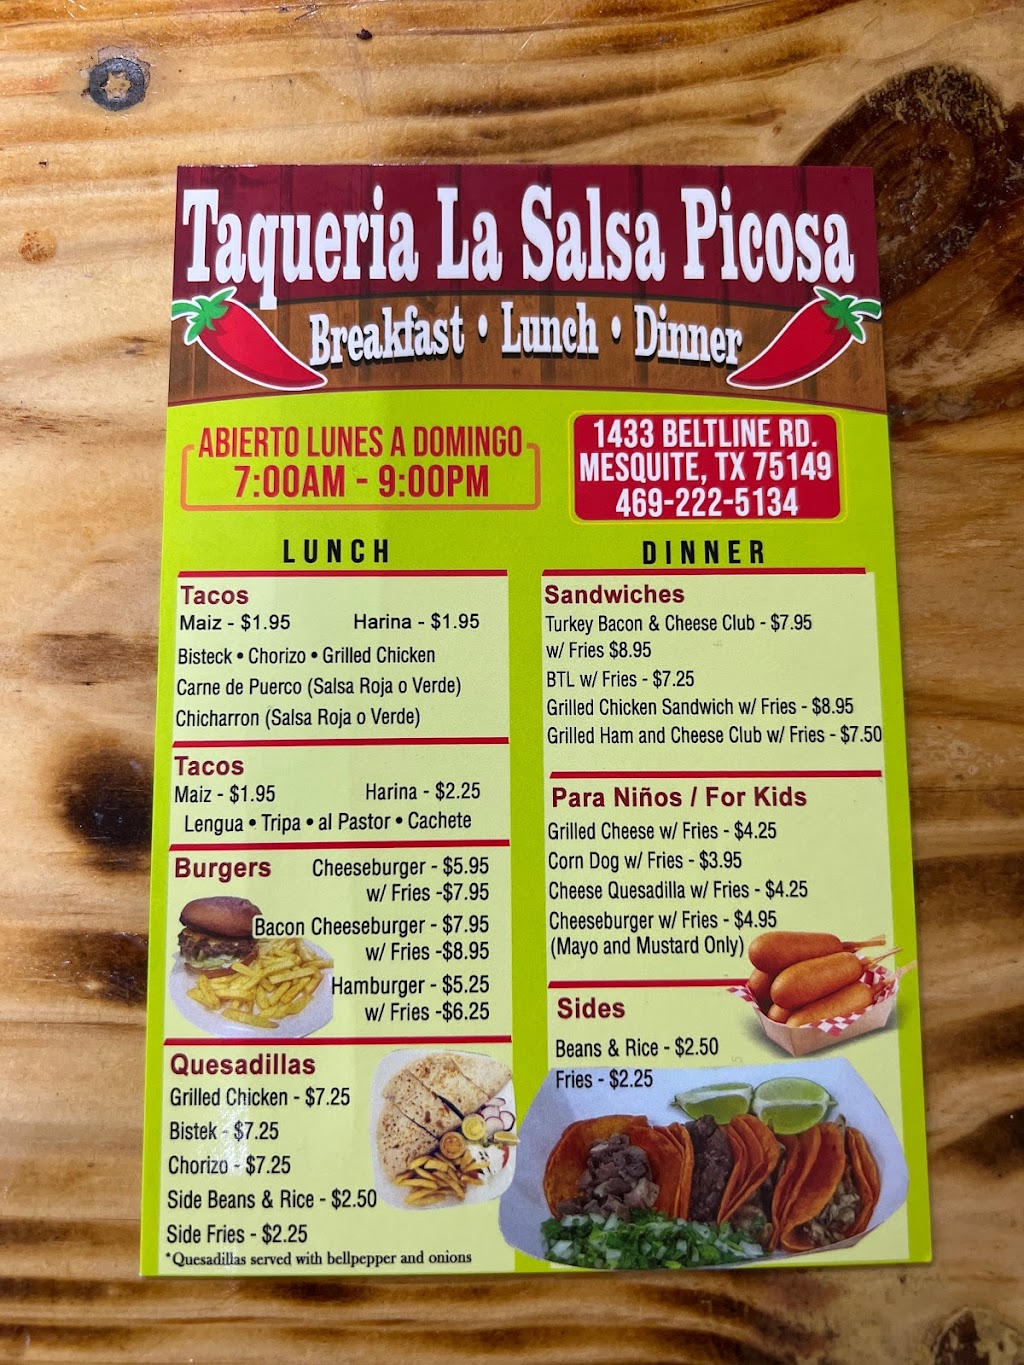 Taqueria La Salsa Picosa
Breakfast • Lunch • Dinner
ABIERTO LUNES A DOMINGO
7:00AM - 9:00PM
1433 BELTLINE RD.
MESQUITE, TX 75149
469-222-5134
LUNCH
Tacos
Maiz - $1.95 Harina - $1.95
Bisteck • Chorizo • Grilled Chicken
Carne de Puerco (Salsa Roja o Verde)
Chicharron (Salsa Roja o Verde)
Tacos
Maiz - $1.95 Harina - $2.25
Lengua • Tripa • al Pastor • Cachete
Burgers Cheeseburger - $5.95
w/ Fries -$7.95
Bacon Cheeseburger - $7.95
w/ Fries -$8.95
Hamburger - $5.25
w/ Fries -$6.25
Quesadillas
Grilled Chicken - $7.25
Bistek - $7.25
Chorizo - $7.25
Side Beans & Rice - $2.50
Side Fries - $2.25
*Quesadillas served with bellpepper and onions
DINNER
Sandwiches
Turkey Bacon & Cheese Club - $7.95
w/ Fries $8.95
BTL w/ Fries - $7.25
Grilled Chicken Sandwich w/ Fries - $8.95
Grilled Ham and Cheese Club w/ Fries - $7.50
Para Niños / For Kids
Grilled Cheese w/ Fries - $4.25
Corn Dog w/ Fries - $3.95
Cheese Quesadilla w/ Fries - $4.25
Cheeseburger w/ Fries - $4.95
(Mayo and Mustard Only)
Sides
Beans & Rice - $2.50
Fries - $2.25